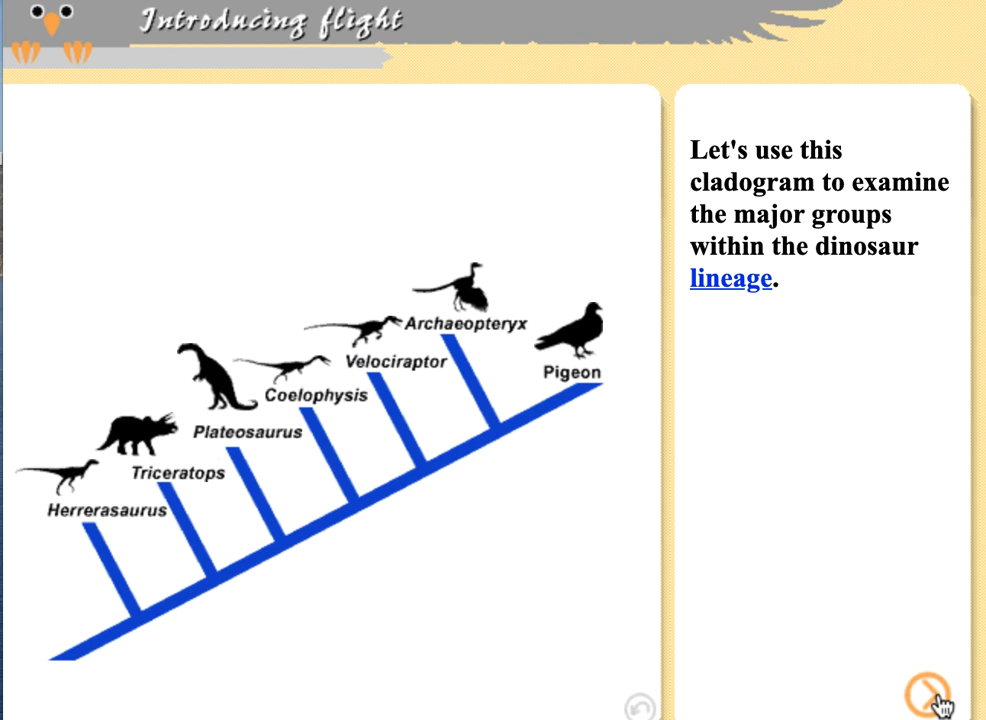 Introducing flight
Let's use this
cladogram to examine
the major groups
within the dinosaur
lineage.
Archaeopteryx
Velociraptor
Pigeon
Coelophysis
Plateosaurus
Triceratops
Herrerasaurus